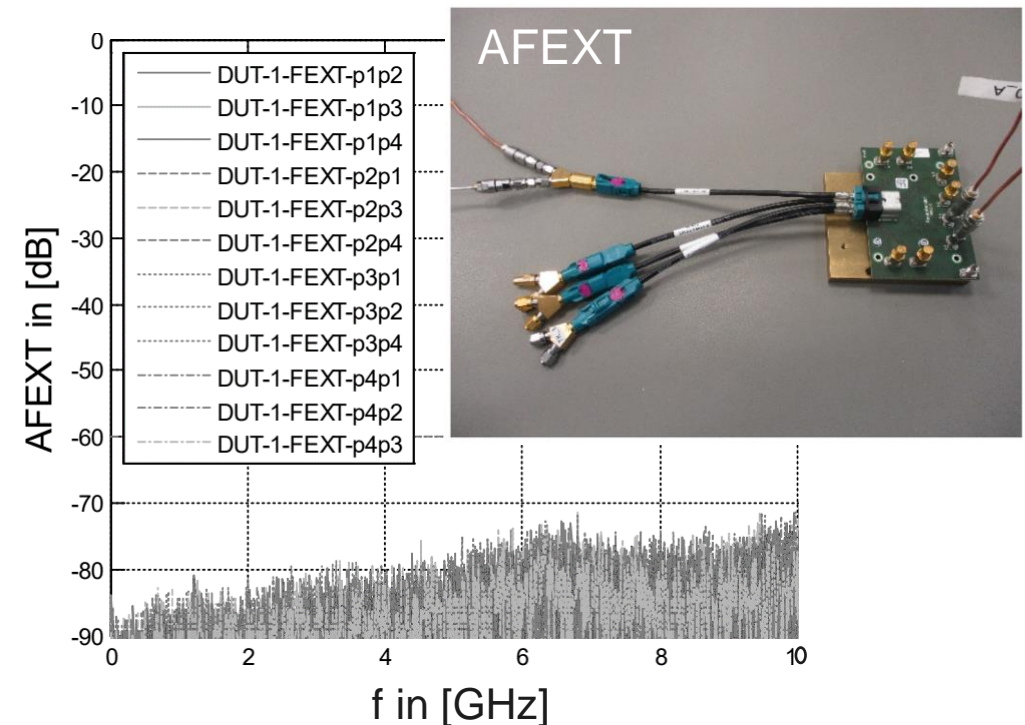 AFEXT
0
-10
-20
-30
-40
-50
-60
-70
-80
-90
AFEXT in [dB]
DUT-1-FEXT-p1p2
DUT-1-FEXT-p1p3
DUT-1-FEXT-p1p4
DUT-1-FEXT-p2p1
DUT-1-FEXT-p2p3
DUT-1-FEXT-p2p4
DUT-1-FEXT-p3p1
DUT-1-FEXT-p3p2
DUT-1-FEXT-p3p4
DUT-1-FEXT-p4p1
DUT-1-FEXT-p4p2
DUT-1-FEXT-p4p3
0 2 4 6 8 10
f in [GHz]